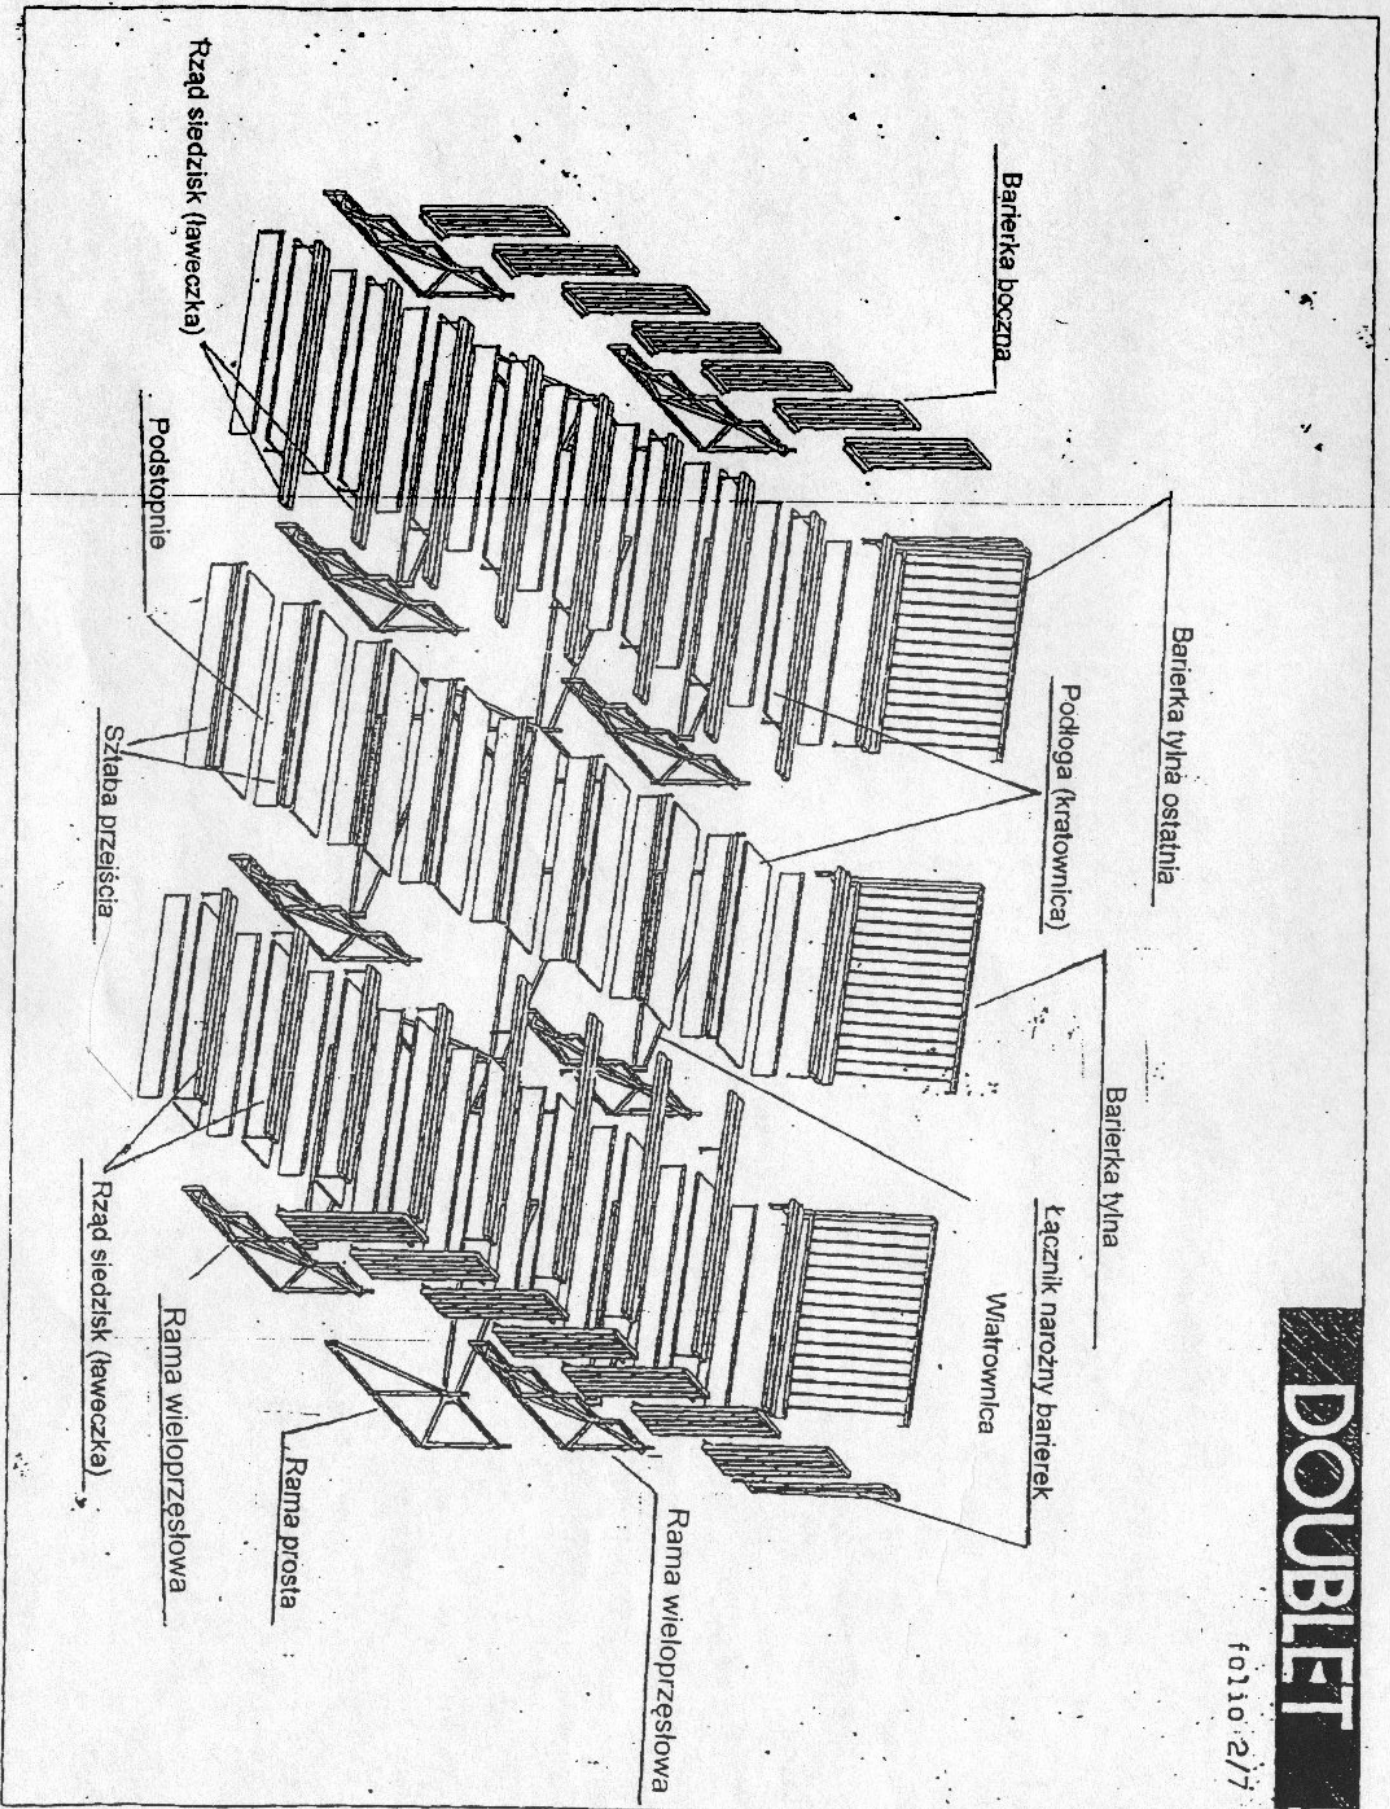 DOUBLET
folio 2/7
Barierka tylna ostatnia
Barierka tylna
Barierka boczna
Podłoga (kratownica)
Łącznik narożny barierek
Wiatrownica
Rama wieloprzęsłowa
Rząd siedzisk (ławeczka)
Podstopnie
Sztaba przejścia
Rama prosta
Rama wieloprzęsłowa
Rząd siedzisk (ławeczka)